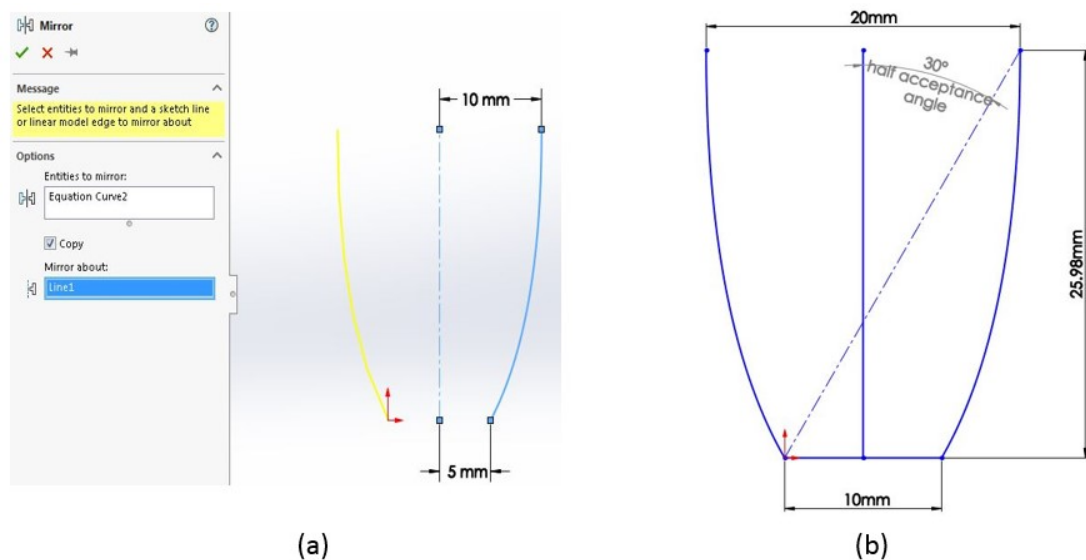 Mirror
?
Message
Select entities to mirror and a sketch line
or linear model edge to mirror about
Options
Entities to mirror:
Equation Curve2
Copy
Mirror about:
Line1
10 mm
5 mm
(a)
20mm
30°
half acceptance
angle
25.98mm
10mm
(b)